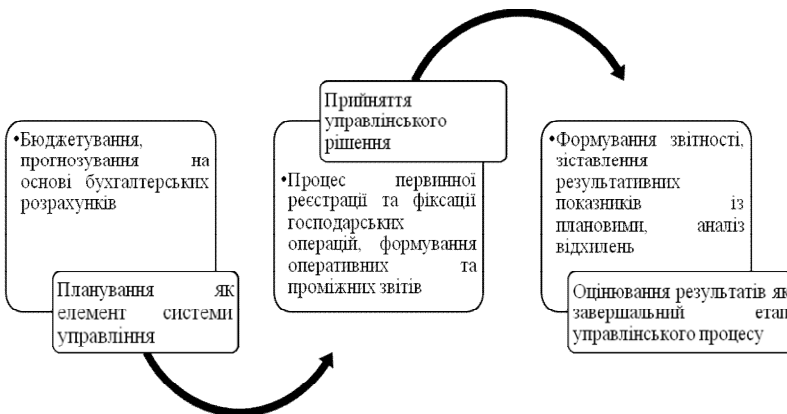 •Бюджетування,
прогнозування на
основі бухгалтерських
розрахунків
Планування як
елемент системи
управління
Прийняття
управлінського
рішення
•Процес первинної
реєстрації та фіксації
господарських
операцій, формування
оперативних та
проміжних звітів
•Формування звітності,
зіставлення
результативних
показників із
плановими, аналіз
відхилень
Оцінювання результатів як
завершальний етап
управлінського процесу